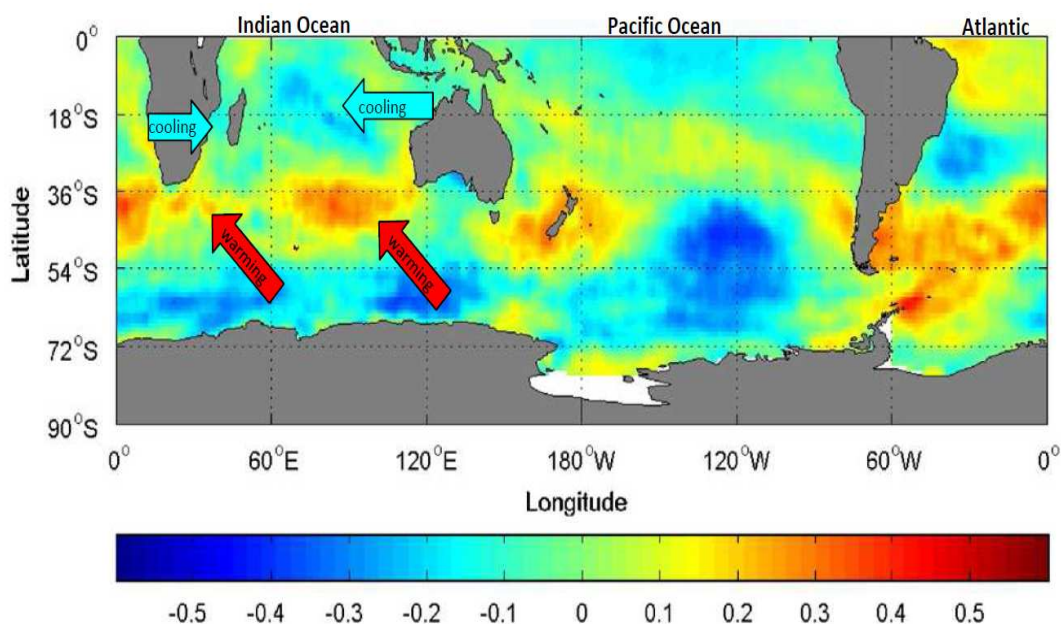 Indian Ocean Pacific Ocean Atlantic
Latitude
0°
18°S
36°S
54°S
72°S
90°S
cooling
cooling
warming
warming
0° 60°E 120°E 180°W 120°W 60°W 0°
Longitude
-0.5 -0.4 -0.3 -0.2 -0.1 0 0.1 0.2 0.3 0.4 0.5